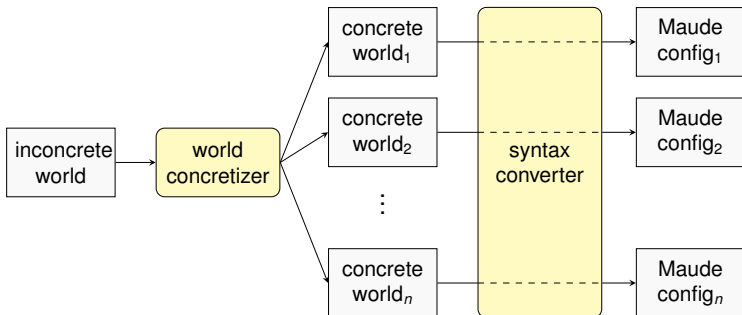 inconcrete
world
world
concretizer
concrete
world₁
concrete
world₂
⋮
concrete
worldₙ
syntax
converter
Maude
config₁
Maude
config₂
Maude
configₙ